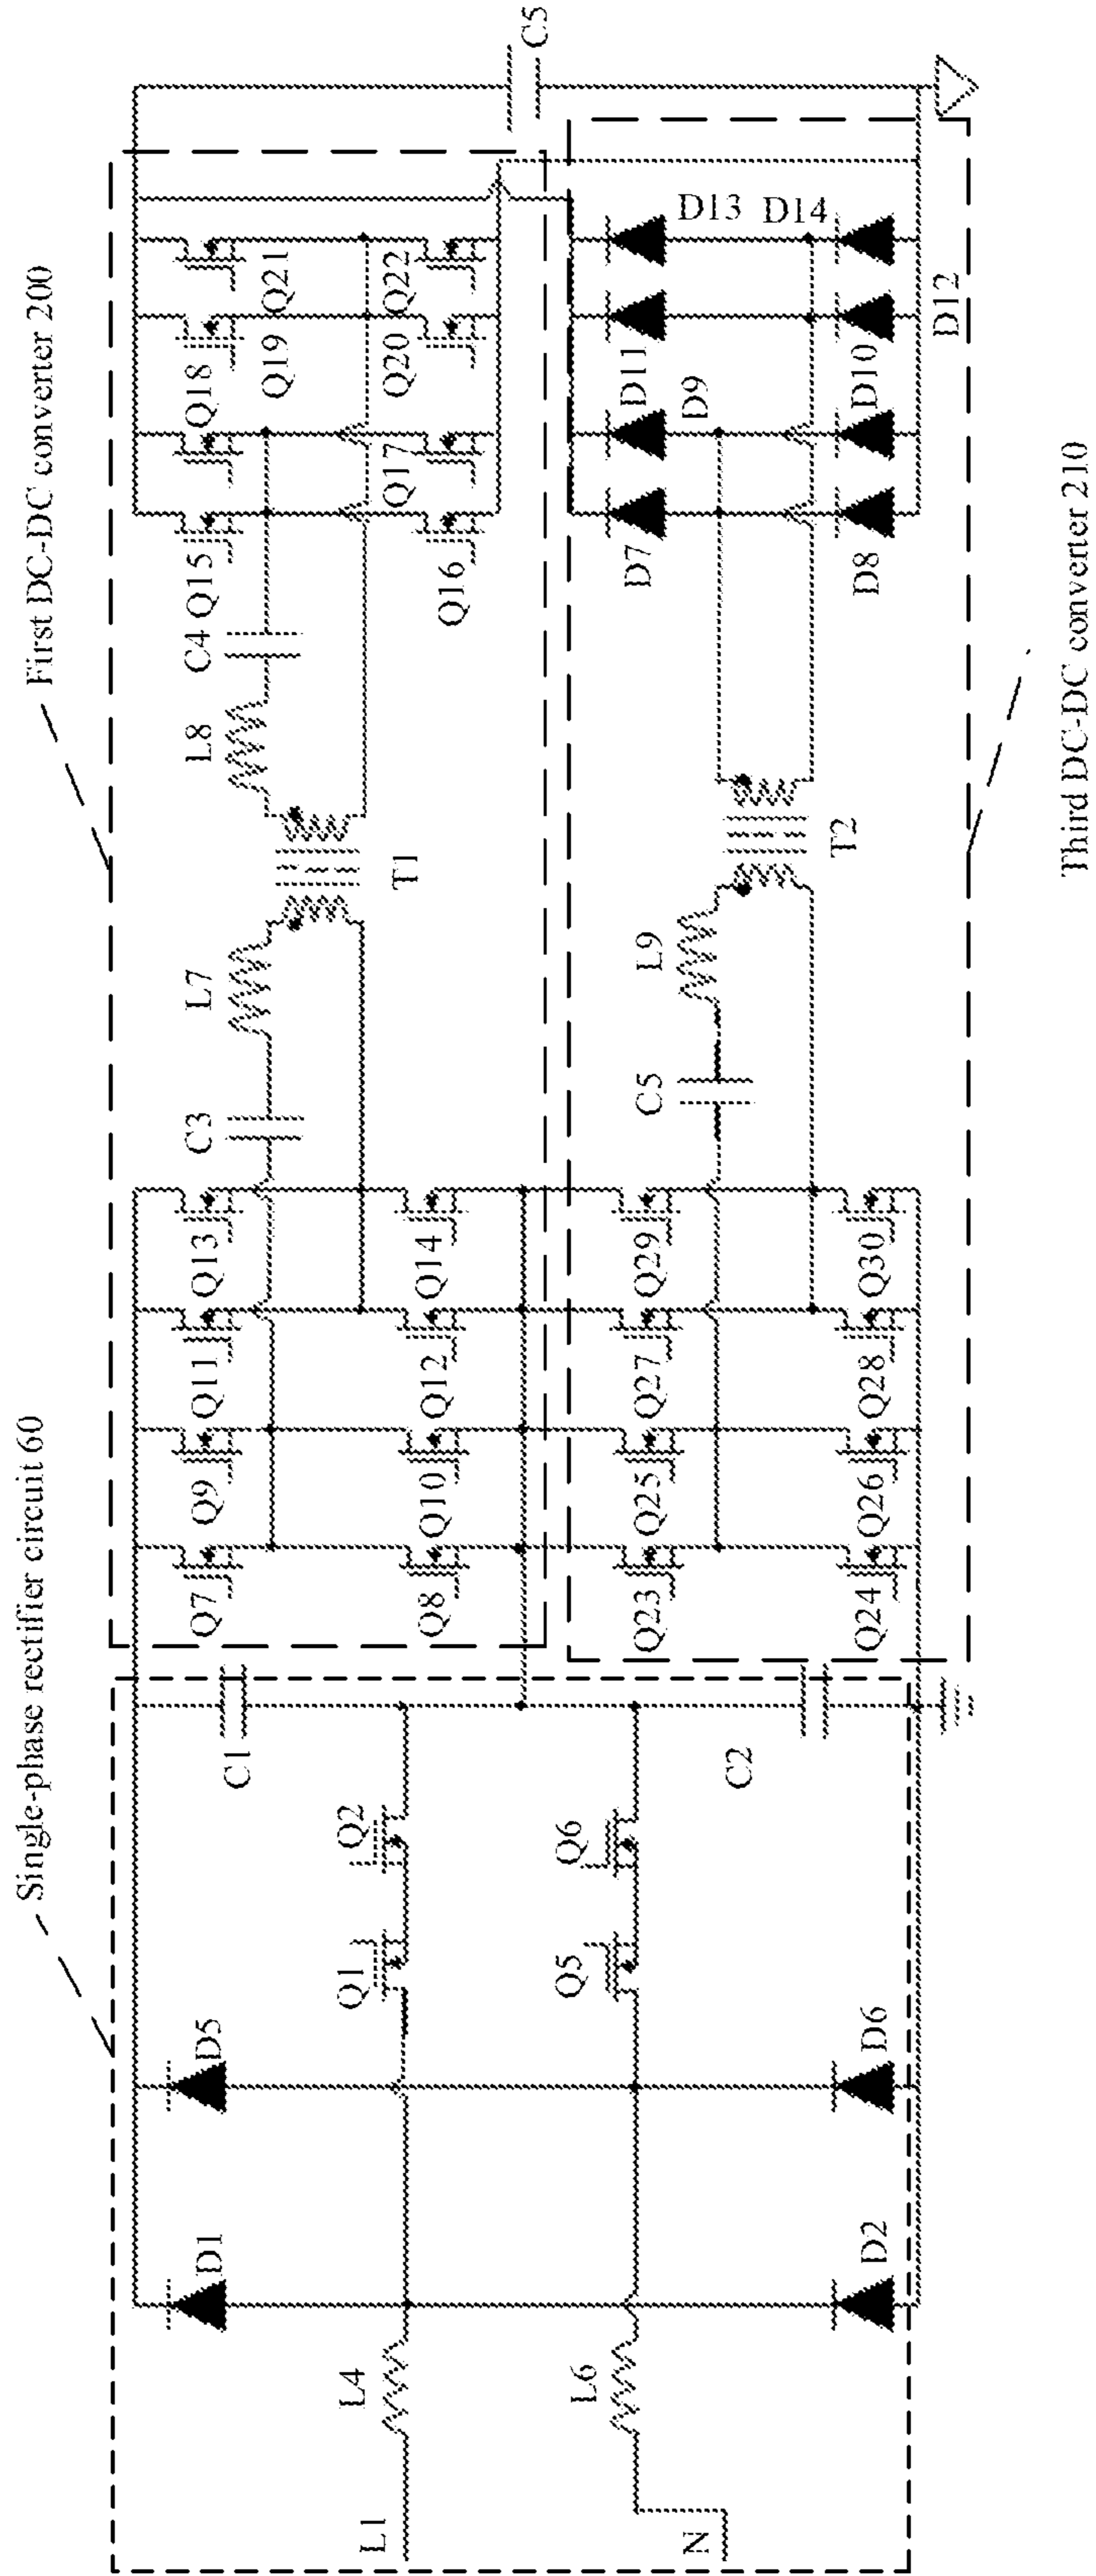 Single-phase rectifier circuit 60
First DC-DC converter 200
L1
L4
D1
D5
Q1
Q2
C1
N
L6
D2
D6
Q5
Q6
C2
Q7
Q9
Q11
Q13
C3
L7
T1
L8
C4
Q15
Q18
Q19
Q21
Q8
Q10
Q12
Q14
Q16
Q17
Q20
Q22
C5
Q23
Q25
Q27
Q29
C5
L9
T2
D7
D11
D9
D13
D14
Q24
Q26
Q28
Q30
D8
D10
D12
Third DC-DC converter 210